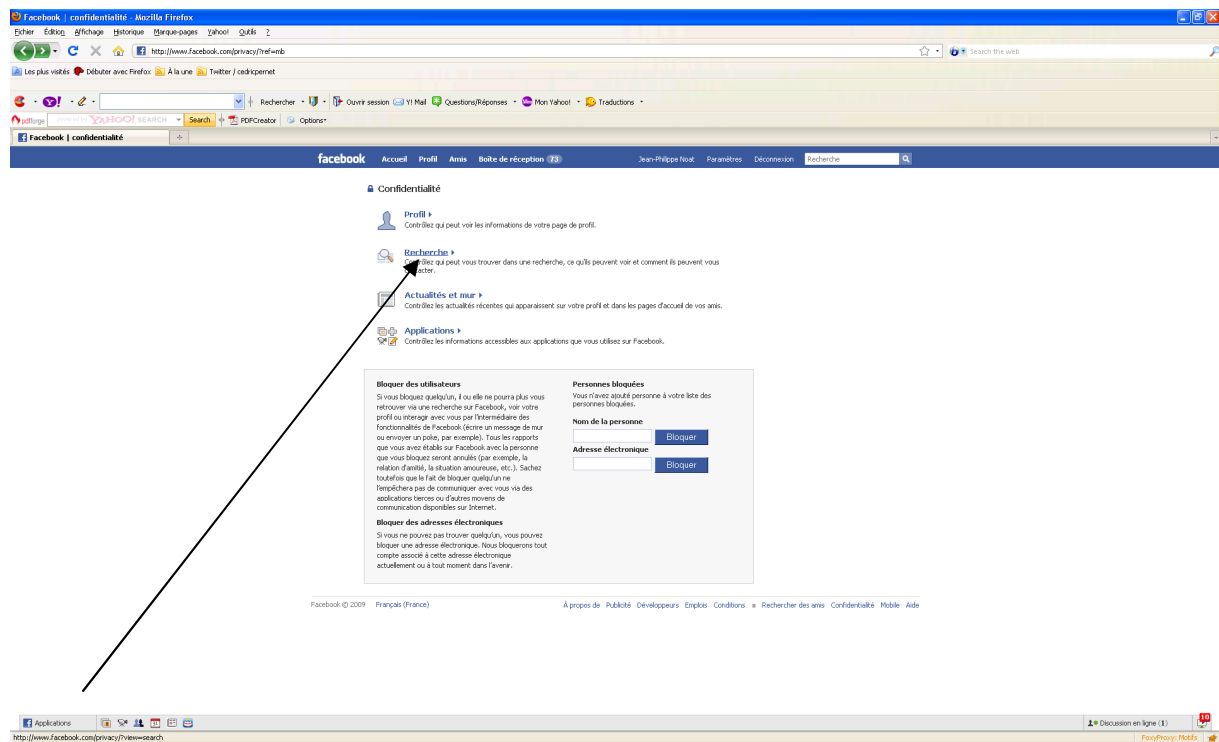 Facebook | confidentialité - Mozilla Firefox
Fichier Édition Affichage Historique Marque-pages Yahoo! Outils ?
http://www.facebook.com/privacy/?ref=mb
Search the web
Les plus visités Débuter avec Firefox À la une Twitter / cedricpernet
Rechercher Ouvrir session Y! Mail Questions/Réponses Mon Yahoo! Traductions
pdfforge powered by YAHOO! SEARCH Search PDFCreator Options
Facebook | confidentialité
facebook Accueil Profil Amis Boîte de réception 73 Jean-Philippe Noat Paramètres Déconnexion Recherche
Confidentialité
Profil
Contrôlez qui peut voir les informations de votre page de profil.
Recherche
Contrôlez qui peut vous trouver dans une recherche, ce qu'ils peuvent voir et comment ils peuvent vous
contacter.
Actualités et mur
Contrôlez les actualités récentes qui apparaissent sur votre profil et dans les pages d'accueil de vos amis.
Applications
Contrôlez les informations accessibles aux applications que vous utilisez sur Facebook.
Bloquer des utilisateurs
Si vous bloquez quelqu'un, il ou elle ne pourra plus vous
retrouver via une recherche sur Facebook, voir votre
profil ou interagir avec vous par l'intermédiaire des
fonctionnalités de Facebook (écrire un message de mur
ou envoyer un poke, par exemple). Tous les rapports
que vous avez établis sur Facebook avec la personne
que vous bloquez seront annulés (par exemple, la
relation d'amitié, la situation amoureuse, etc.). Sachez
toutefois que le fait de bloquer quelqu'un ne
l'empêchera pas de communiquer avec vous via des
applications tierces ou d'autres moyens de
communication disponibles sur Internet.
Bloquer des adresses électroniques
Si vous ne pouvez pas trouver quelqu'un, vous pouvez
bloquer une adresse électronique. Nous bloquerons tout
compte associé à cette adresse électronique
actuellement ou à tout moment dans l'avenir.
Personnes bloquées
Vous n'avez ajouté personne à votre liste des
personnes bloquées.
Nom de la personne
Bloquer
Adresse électronique
Bloquer
Facebook © 2009 Français (France) À propos de Publicité Développeurs Emplois Conditions Rechercher des amis Confidentialité Mobile Aide
Applications Discussion en ligne (1) 10
http://www.facebook.com/privacy/?view=search FoxyProxy: Motifs